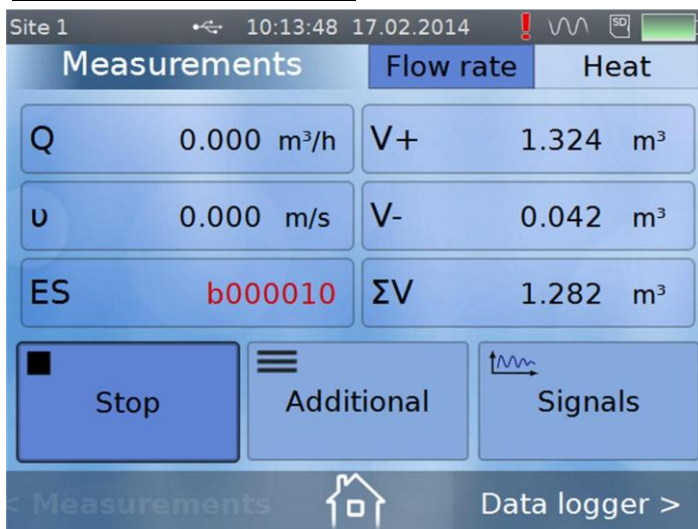 Site 1 10:13:48 17.02.2014 ! SD
Measurements Flow rate Heat
Q 0.000 m³/h V+ 1.324 m³
υ 0.000 m/s V- 0.042 m³
ES b000010 ΣV 1.282 m³
Stop Additional Signals
< Measurements Data logger >